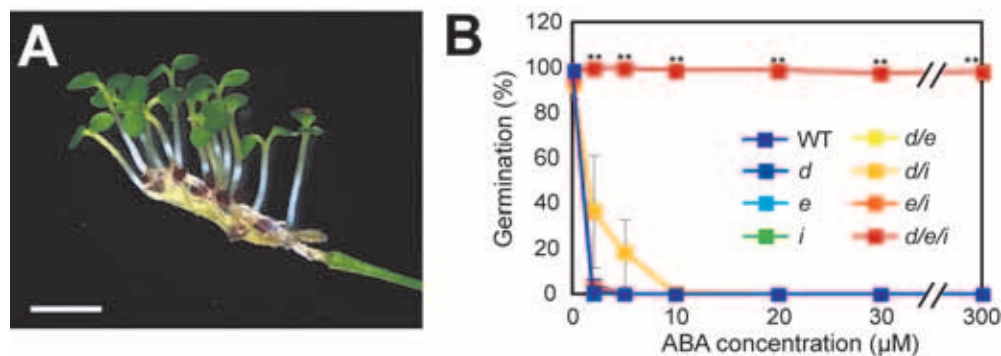 A
B
120
100
80
60
40
20
0
Germination (%)
** ** ** ** ** **
WT
d
e
i
d/e
d/i
e/i
d/e/i
0 10 20 30 300
ABA concentration (µM)